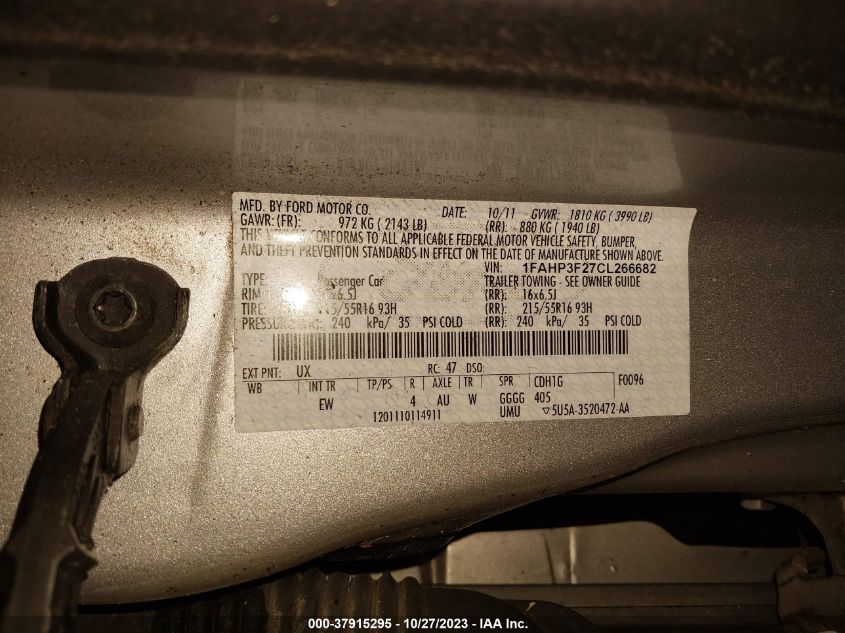 MFD. BY FORD MOTOR CO. DATE: 10/11 GVWR: 1810 KG ( 3990 LB)
GAWR: (FR): 972 KG ( 2143 LB) (RR): 880 KG ( 1940 LB)
THIS VEHICLE CONFORMS TO ALL APPLICABLE FEDERAL MOTOR VEHICLE SAFETY, BUMPER,
AND THEFT PREVENTION STANDARDS IN EFFECT ON THE DATE OF MANUFACTURE SHOWN ABOVE.
VIN: 1FAHP3F27CL266682
TYPE: Passenger Car TRAILER TOWING - SEE OWNER GUIDE
RIM 16x6.5J (RR): 16x6.5J
TIRE 215/55R16 93H (RR): 215/55R16 93H
PRESSURE 240 kPa/ 35 PSI COLD (RR): 240 kPa/ 35 PSI COLD
EXT PNT: UX RC: 47 DSO:
WB INT TR TP/PS R AXLE TR SPR CDH1G F0096
EW 4 AU W GGGG 405
1201110114911 UMU ▽5U5A-3520472-AA
000-37915295 - 10/27/2023 - IAA Inc.